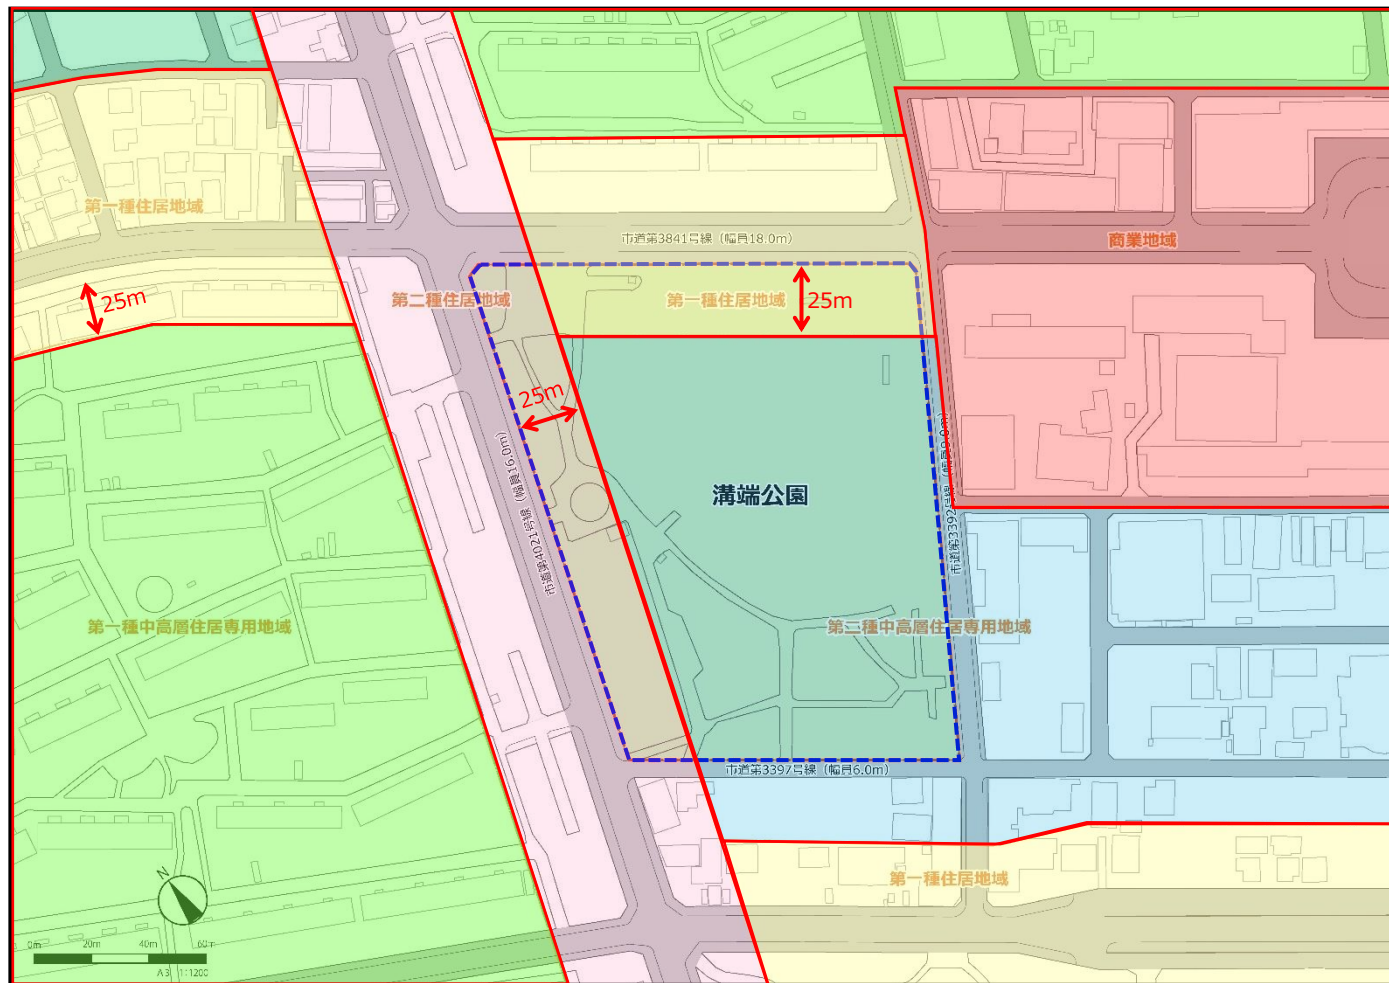 第一種住居地域
市道第3841号線（幅員18.0m）
商業地域
25m
第二種住居地域
第一種住居地域
25m
25m
市道第4021号線（幅員16.0m）
溝端公園
第一種中高層住居専用地域
第二種中高層住居専用地域
市道第3397号線（幅員6.0m）
第一種住居地域
N
0m 20m 40m 60m
A3 1:1200